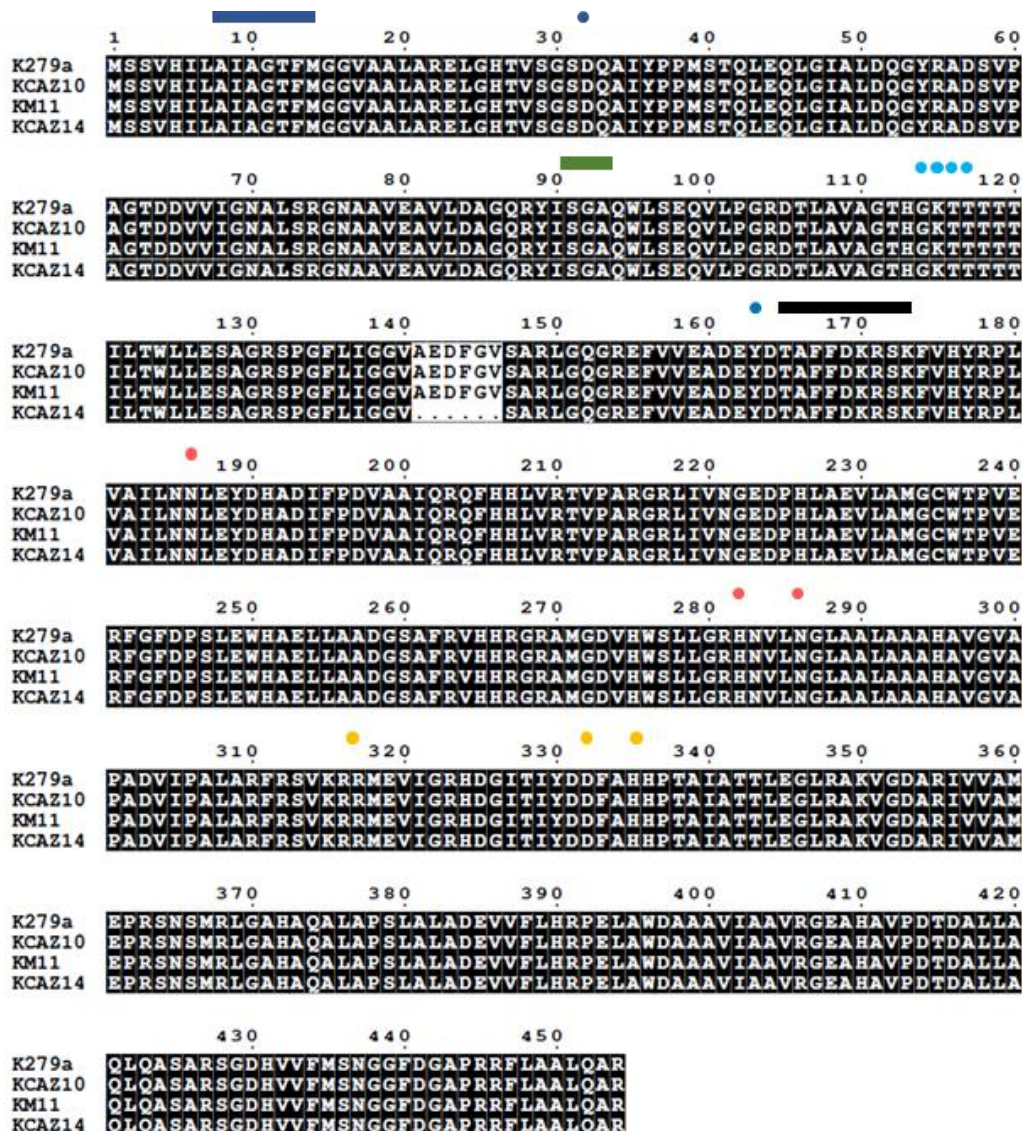 1 10 20 30 40 50 60
K279a MSSVHILAIAGTFMGGVAALARELGHTVSGSDQAIYPPMSTQLEQLGIALDQGYRADSVP
KCAZ10 MSSVHILAIAGTFMGGVAALARELGHTVSGSDQAIYPPMSTQLEQLGIALDQGYRADSVP
KM11 MSSVHILAIAGTFMGGVAALARELGHTVSGSDQAIYPPMSTQLEQLGIALDQGYRADSVP
KCAZ14 MSSVHILAIAGTFMGGVAALARELGHTVSGSDQAIYPPMSTQLEQLGIALDQGYRADSVP
70 80 90 100 110 120
K279a AGTDDVVIGNALSRGNAAVEAVLDAGQRYISGAQWLSEQVLPGRDTLAVAGTHGKTTTTT
KCAZ10 AGTDDVVIGNALSRGNAAVEAVLDAGQRYISGAQWLSEQVLPGRDTLAVAGTHGKTTTTT
KM11 AGTDDVVIGNALSRGNAAVEAVLDAGQRYISGAQWLSEQVLPGRDTLAVAGTHGKTTTTT
KCAZ14 AGTDDVVIGNALSRGNAAVEAVLDAGQRYISGAQWLSEQVLPGRDTLAVAGTHGKTTTTT
130 140 150 160 170 180
K279a ILTWLLESAGRSPGFLIGGVAEDFGVSARLGQGREFVVEADEYDTAFFDKRSKFVHYRPL
KCAZ10 ILTWLLESAGRSPGFLIGGVAEDFGVSARLGQGREFVVEADEYDTAFFDKRSKFVHYRPL
KM11 ILTWLLESAGRSPGFLIGGVAEDFGVSARLGQGREFVVEADEYDTAFFDKRSKFVHYRPL
KCAZ14 ILTWLLESAGRSPGFLIGGV......SARLGQGREFVVEADEYDTAFFDKRSKFVHYRPL
190 200 210 220 230 240
K279a VAILNNLEYDHADIFPDVAAIQRQFHHLVRTVPARGRLIVNGEDPHLAEVLAMGCWTPVE
KCAZ10 VAILNNLEYDHADIFPDVAAIQRQFHHLVRTVPARGRLIVNGEDPHLAEVLAMGCWTPVE
KM11 VAILNNLEYDHADIFPDVAAIQRQFHHLVRTVPARGRLIVNGEDPHLAEVLAMGCWTPVE
KCAZ14 VAILNNLEYDHADIFPDVAAIQRQFHHLVRTVPARGRLIVNGEDPHLAEVLAMGCWTPVE
250 260 270 280 290 300
K279a RFGFDPSLEWHAELLAADGSAFRVHHRGRAMGDVHWSLLGRHNVLNGLAALAAAHAVGVA
KCAZ10 RFGFDPSLEWHAELLAADGSAFRVHHRGRAMGDVHWSLLGRHNVLNGLAALAAAHAVGVA
KM11 RFGFDPSLEWHAELLAADGSAFRVHHRGRAMGDVHWSLLGRHNVLNGLAALAAAHAVGVA
KCAZ14 RFGFDPSLEWHAELLAADGSAFRVHHRGRAMGDVHWSLLGRHNVLNGLAALAAAHAVGVA
310 320 330 340 350 360
K279a PADVIPALARFRSVKRRMEVIGRHDGITIYDDFAHHPTAIATTLEGLRAKVGDARIVVAM
KCAZ10 PADVIPALARFRSVKRRMEVIGRHDGITIYDDFAHHPTAIATTLEGLRAKVGDARIVVAM
KM11 PADVIPALARFRSVKRRMEVIGRHDGITIYDDFAHHPTAIATTLEGLRAKVGDARIVVAM
KCAZ14 PADVIPALARFRSVKRRMEVIGRHDGITIYDDFAHHPTAIATTLEGLRAKVGDARIVVAM
370 380 390 400 410 420
K279a EPRSNSMRLGAHAQALAPSLALADEVVFLHRPELAWDAAAVIAAVRGEAHAVPDTDALLA
KCAZ10 EPRSNSMRLGAHAQALAPSLALADEVVFLHRPELAWDAAAVIAAVRGEAHAVPDTDALLA
KM11 EPRSNSMRLGAHAQALAPSLALADEVVFLHRPELAWDAAAVIAAVRGEAHAVPDTDALLA
KCAZ14 EPRSNSMRLGAHAQALAPSLALADEVVFLHRPELAWDAAAVIAAVRGEAHAVPDTDALLA
430 440 450
K279a QLQASARSGDHVVFMSNGGFDGAPRRFLAALQAR
KCAZ10 QLQASARSGDHVVFMSNGGFDGAPRRFLAALQAR
KM11 QLQASARSGDHVVFMSNGGFDGAPRRFLAALQAR
KCAZ14 QLQASARSGDHVVFMSNGGFDGAPRRFLAALQAR